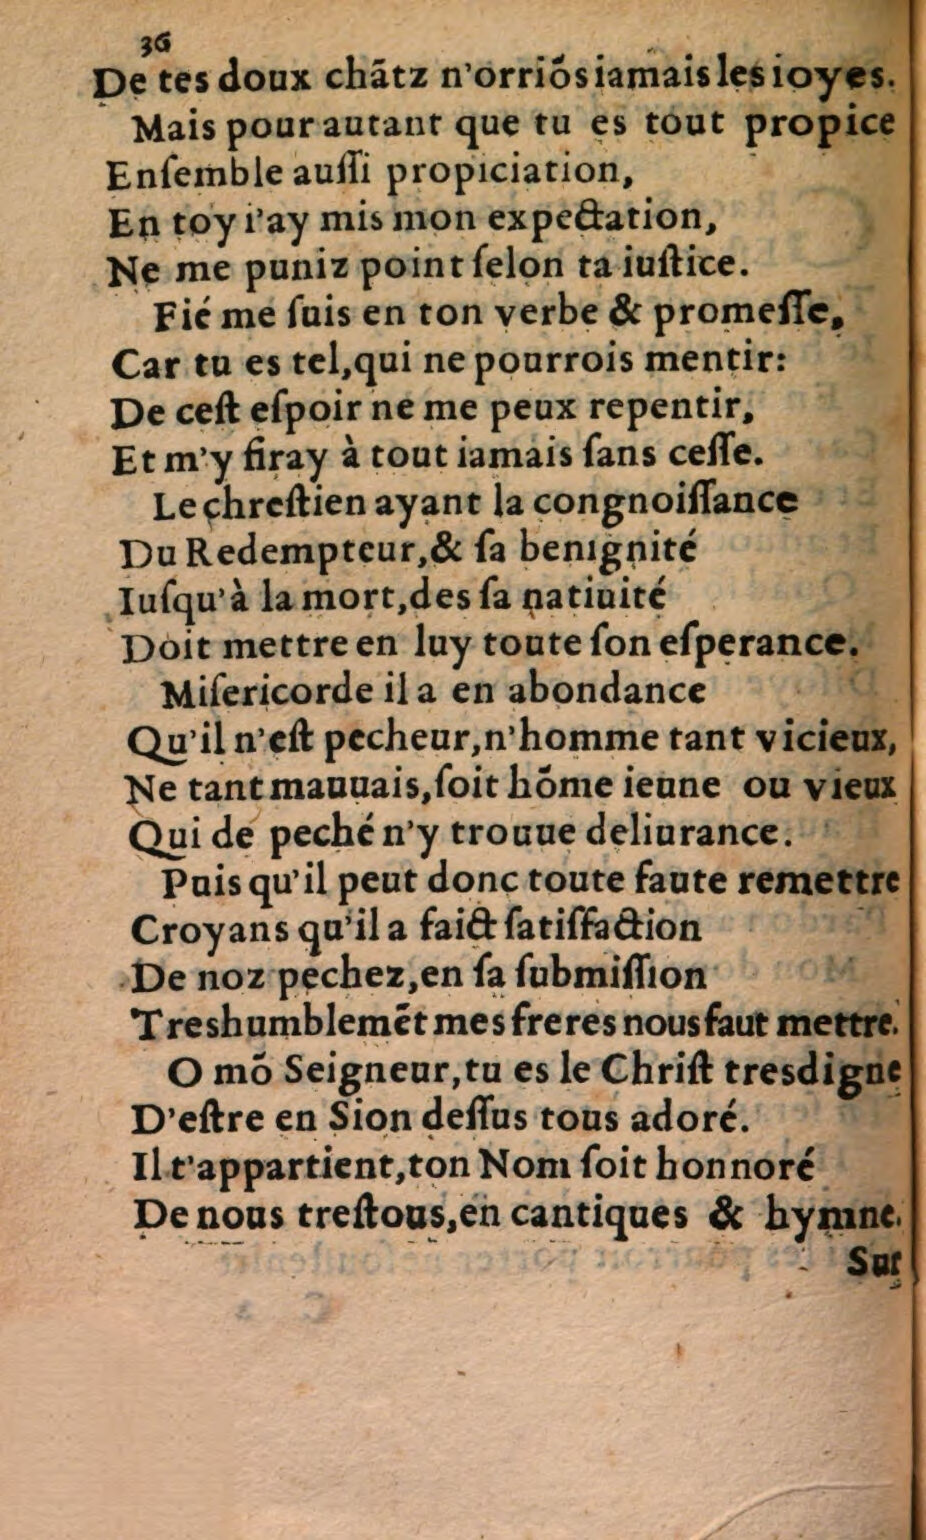 36
De tes doux chãtz n'orriõs iamais les ioyes.
Mais pour autant que tu es tout propice
Enſemble auſſi propiciation,
En toy i'ay mis mon expectation,
Ne me puniz point ſelon ta iuſtice.
Fié me ſuis en ton verbe & promeſſe,
Car tu es tel,qui ne pourrois mentir:
De ceſt eſpoir ne me peux repentir,
Et m'y firay à tout iamais ſans ceſſe.
Le chreſtien ayant la congnoiſſance
Du Redempteur,& ſa benignité
Iuſqu'à la mort,des ſa natiuité
Doit mettre en luy toute ſon eſperance.
Miſericorde il a en abondance
Qu'il n'eſt pecheur,n'homme tant vicieux,
Ne tant mauuais,ſoit hõme ieune ou vieux
Qui de peché n'y trouue deliurance.
Puis qu'il peut donc toute faute remettre
Croyans qu'il a faict ſatiſfaction
De noz pechez,en ſa ſubmiſſion
Treshumblemẽt mes freres nous faut mettre.
O mõ Seigneur,tu es le Chriſt tresdigne
D'eſtre en Sion deſſus tous adoré.
Il t'appartient,ton Nom ſoit honnoré
De nous treſtous,en cantiques & hymne.
Sur